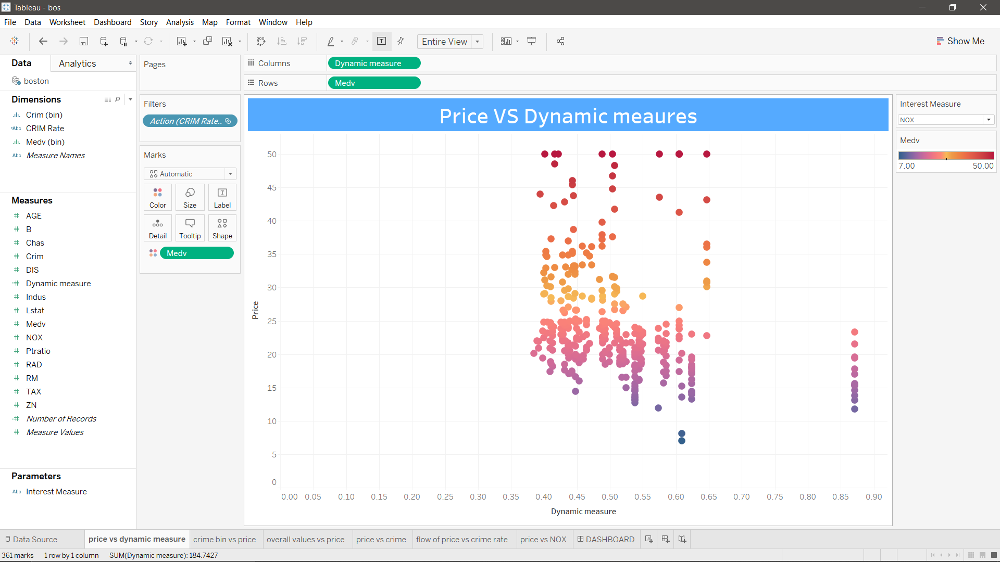 Tableau - bos
File Data Worksheet Dashboard Story Analysis Map Format Window Help
Entire View
Show Me
Data Analytics
boston
Dimensions
Crim (bin)
=Abc CRIM Rate
Medv (bin)
Abc Measure Names
Measures
AGE
B
Chas
Crim
DIS
Dynamic measure
Indus
Lstat
Medv
NOX
Ptratio
RAD
RM
TAX
ZN
Number of Records
Measure Values
Parameters
Abc Interest Measure
Pages
Filters
Action (CRIM Rate..
Marks
Automatic
Color Size Label
Detail Tooltip Shape
Medv
Columns Dynamic measure
Rows Medv
Price VS Dynamic meaures
Price
50
45
40
35
30
25
20
15
10
5
0
0.00 0.05 0.10 0.15 0.20 0.25 0.30 0.35 0.40 0.45 0.50 0.55 0.60 0.65 0.70 0.75 0.80 0.85 0.90
Dynamic measure
Interest Measure
NOX
Medv
7.00 50.00
Data Source price vs dynamic measure crime bin vs price overall values vs price price vs crime flow of price vs crime rate price vs NOX DASHBOARD
361 marks 1 row by 1 column SUM(Dynamic measure): 184.7427